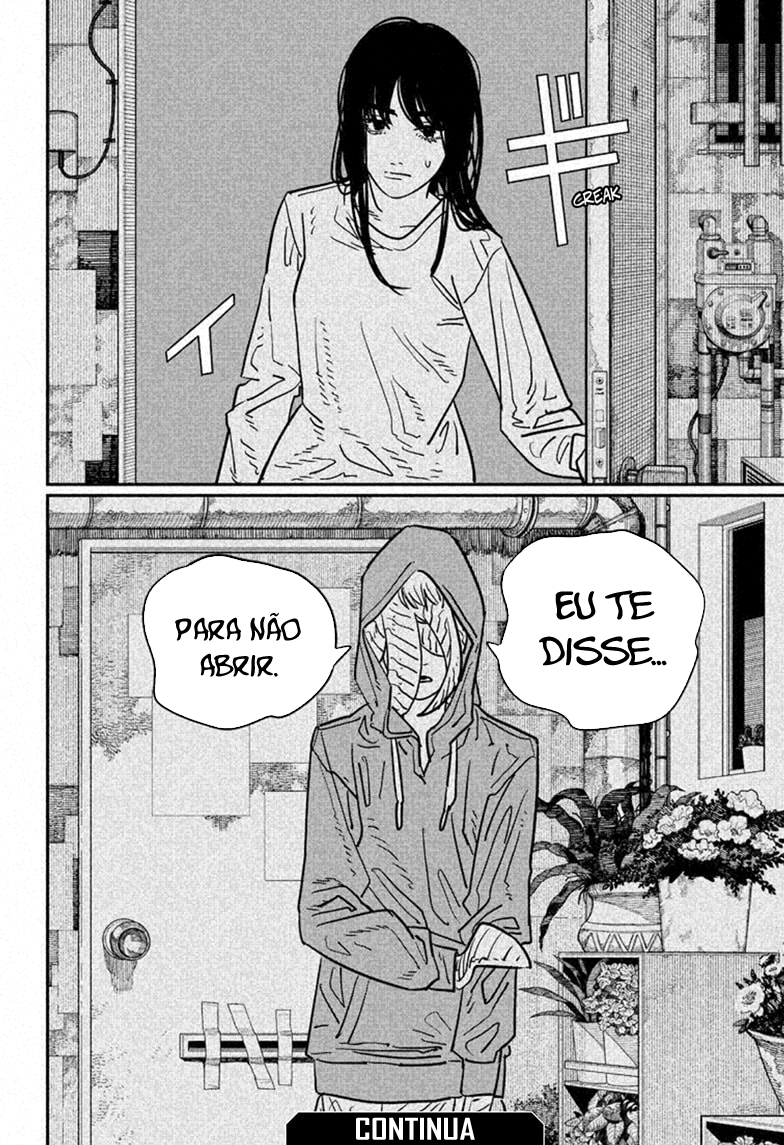 ギ
CREAK
イ
EU TE
DISSE...
PARA NÃO
ABRIR.
CONTINUA